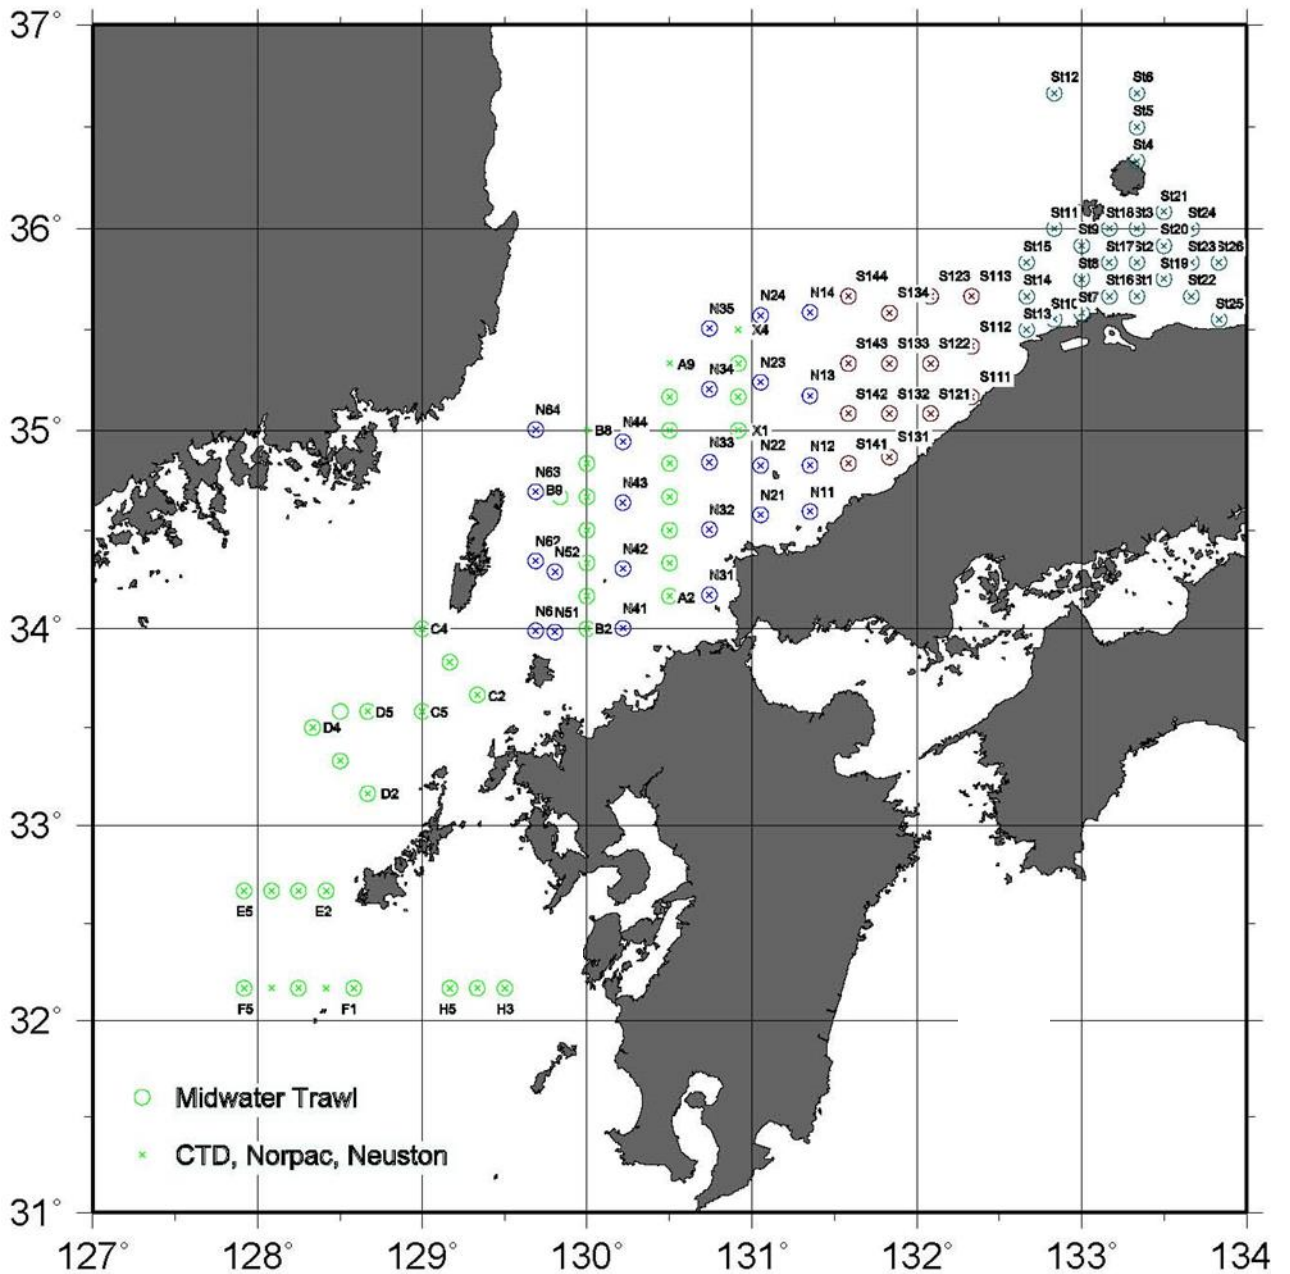 37°
St12 St6
St5
St4
St21
36°
St11 St18 St3 St24
St9 St20
St15 St17 St2 St23 St26
St8 St19
S144 S123 S113 St14 St16 St1 St22
N24 N14 S134 St10 St7
N35 X4 St13 St25
S112
S143 S133 S122
A9 N34 N23
N13 S111
S142 S132 S121
N64
35°
B8 N44 X1
N33 N22 N12 S141 S131
N63
B9 N43
N21 N11
N32
N62 N52 N42
N31
A2
N6 N51 N41
34°
C4 B2
C2
D5 C5
D4
D2
33°
E5 E2
F5 F1 H5 H3
32°
Midwater Trawl
CTD, Norpac, Neuston
31°
127° 128° 129° 130° 131° 132° 133° 134